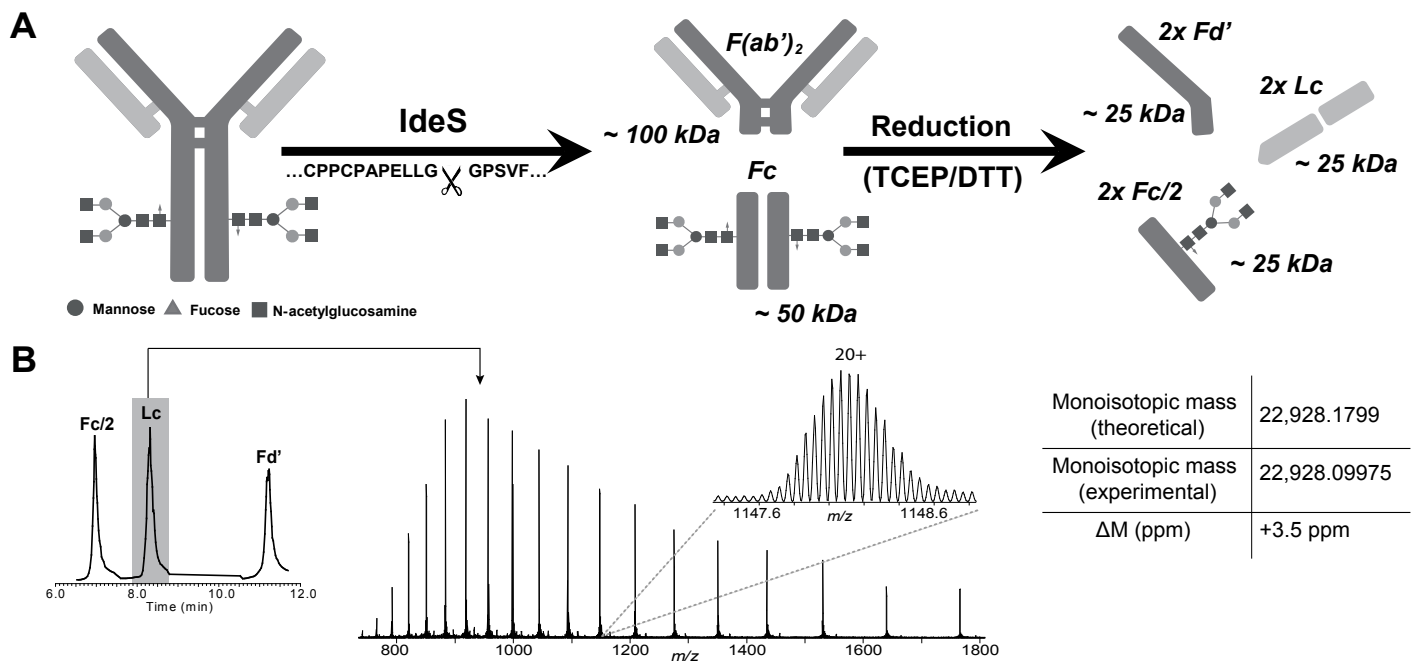 A
IdeS
...CPPCPAPELLG GPSVF...
F(ab')2
~ 100 kDa
Fc
~ 50 kDa
Reduction
(TCEP/DTT)
2x Fd'
~ 25 kDa
2x Lc
~ 25 kDa
2x Fc/2
~ 25 kDa
Mannose Fucose N-acetylglucosamine
B
Fc/2
Lc
Fd'
6.0 8.0 10.0 12.0
Time (min)
20+
1147.6 m/z 1148.6
800 1000 1200 1400 1600 1800
m/z
Monoisotopic mass
(theoretical)
22,928.1799
Monoisotopic mass
(experimental)
22,928.09975
ΔM (ppm)
+3.5 ppm